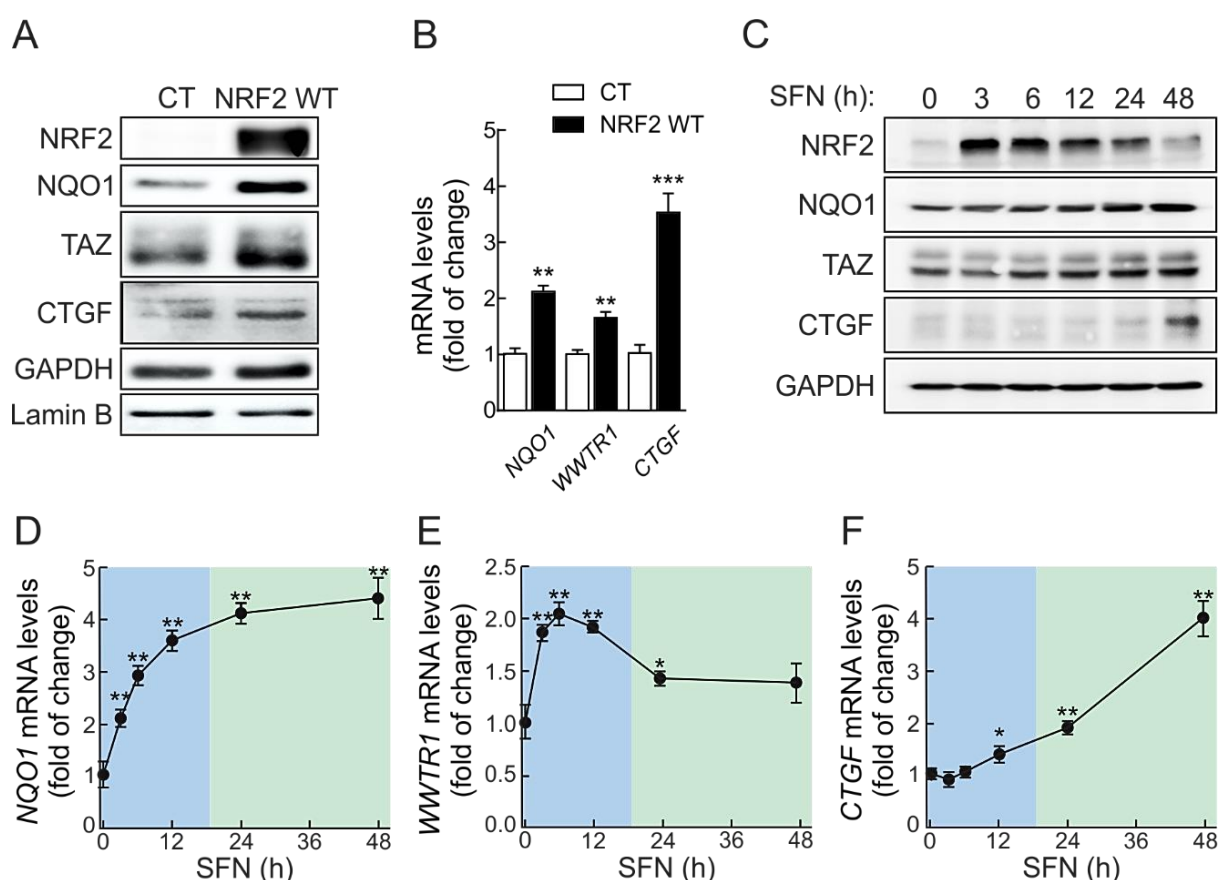 A
CT NRF2 WT
NRF2
NQO1
TAZ
CTGF
GAPDH
Lamin B
B
CT
NRF2 WT
mRNA levels
(fold of change)
5
4
3
2
1
0
**
**
***
NQO1
WWTR1
CTGF
C
SFN (h): 0 3 6 12 24 48
NRF2
NQO1
TAZ
CTGF
GAPDH
D
NQO1 mRNA levels
(fold of change)
5
4
3
2
1
0
**
**
**
**
**
0 12 24 36 48
SFN (h)
E
WWTR1 mRNA levels
(fold of change)
2.5
2.0
1.5
1.0
0.5
0.0
**
**
**
*
0 12 24 36 48
SFN (h)
F
CTGF mRNA levels
(fold of change)
5
4
3
2
1
0
*
**
**
0 12 24 36 48
SFN (h)